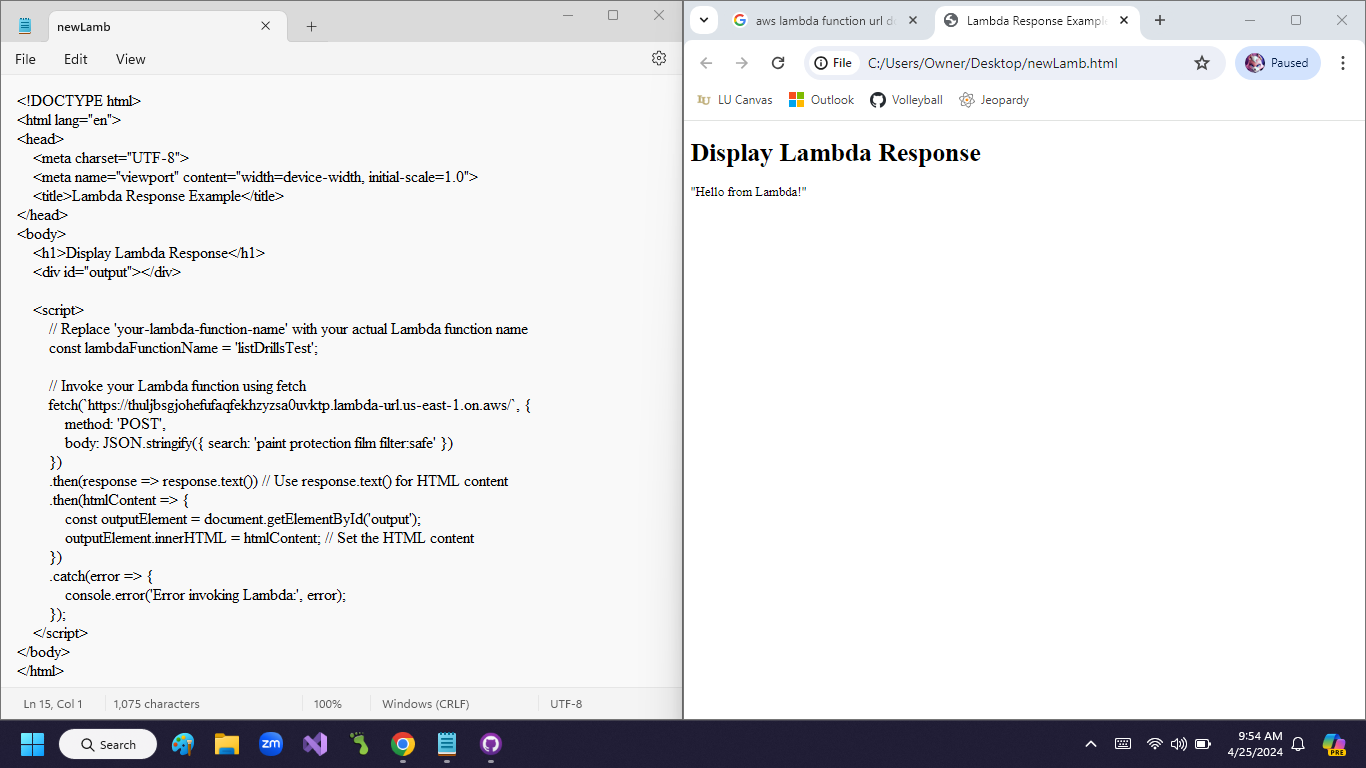 newLamb
File Edit View
<!DOCTYPE html>
<html lang="en">
<head>
<meta charset="UTF-8">
<meta name="viewport" content="width=device-width, initial-scale=1.0">
<title>Lambda Response Example</title>
</head>
<body>
<h1>Display Lambda Response</h1>
<div id="output"></div>
<script>
// Replace 'your-lambda-function-name' with your actual Lambda function name
const lambdaFunctionName = 'listDrillsTest';
// Invoke your Lambda function using fetch
fetch(`https://thuljbsgjohefufaqfekhzyzsa0uvktp.lambda-url.us-east-1.on.aws/`, {
method: 'POST',
body: JSON.stringify({ search: 'paint protection film filter:safe' })
})
.then(response => response.text()) // Use response.text() for HTML content
.then(htmlContent => {
const outputElement = document.getElementById('output');
outputElement.innerHTML = htmlContent; // Set the HTML content
})
.catch(error => {
console.error('Error invoking Lambda:', error);
});
</script>
</body>
</html>
Ln 15, Col 1 1,075 characters 100% Windows (CRLF) UTF-8
aws lambda function url d Lambda Response Example
File C:/Users/Owner/Desktop/newLamb.html Paused
LU LU Canvas Outlook Volleyball Jeopardy
Display Lambda Response
"Hello from Lambda!"
Search zm 9:54 AM
4/25/2024 PRE